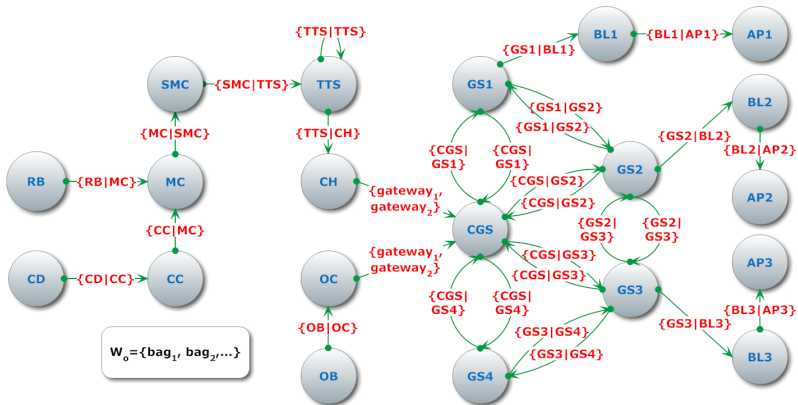 {TTS|TTS}
BL1
{BL1|AP1}
AP1
{GS1|BL1}
SMC
{SMC|TTS}
TTS
GS1
{GS1|GS2}
{GS1|GS2}
BL2
{GS2|BL2}
{MC|SMC}
{TTS|CH}
{CGS|
GS1}
{CGS|
GS1}
{BL2|AP2}
RB
{RB|MC}
MC
CH
GS2
{CGS|GS2}
{CGS|GS2}
AP2
{gateway1,
gateway2}
{CC|MC}
CGS
{GS2|
GS3}
{GS2|
GS3}
{gateway1,
gateway2}
{CGS|GS3}
{CGS|GS3}
AP3
CD
{CD|CC}
CC
OC
{CGS|
GS4}
{CGS|
GS4}
GS3
{BL3|AP3}
{GS3|BL3}
{OB|OC}
{GS3|GS4}
{GS3|GS4}
Wo={bag1, bag2,...}
OB
GS4
BL3